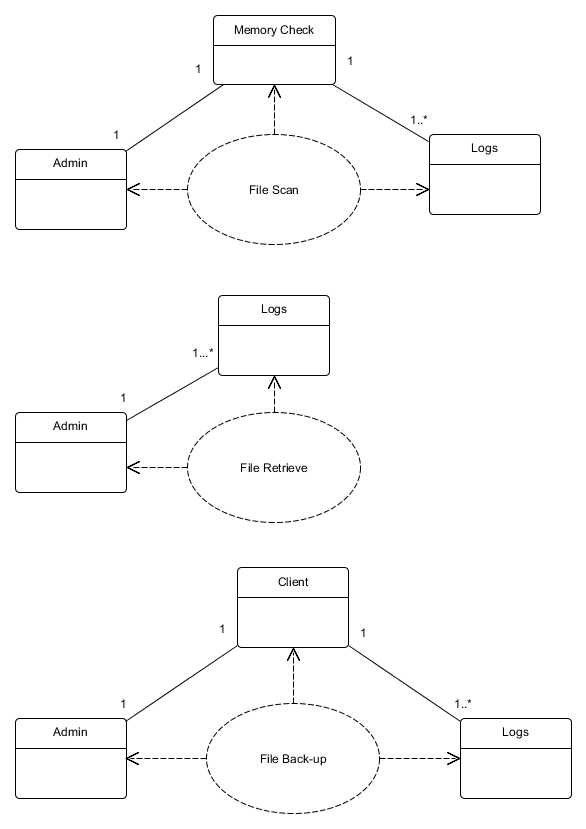 Memory Check
1
1
1
1..*
Admin
Logs
File Scan
Logs
1...*
1
Admin
File Retrieve
Client
1
1
1
1..*
Admin
Logs
File Back-up